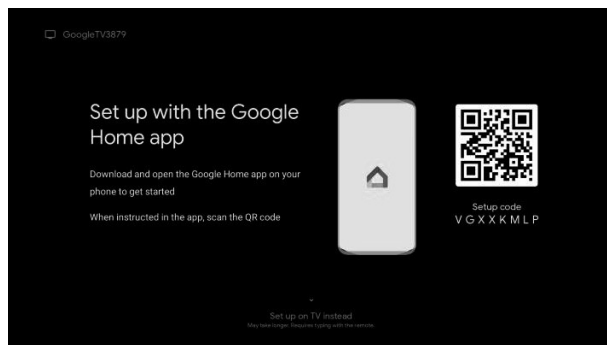 GoogleTV3879
Set up with the Google
Home app
Download and open the Google Home app on your
phone to get started
When instructed in the app, scan the QR code
Setup code
VGXXKMLP
Set up on TV instead
May take longer. Requires typing with the remote.